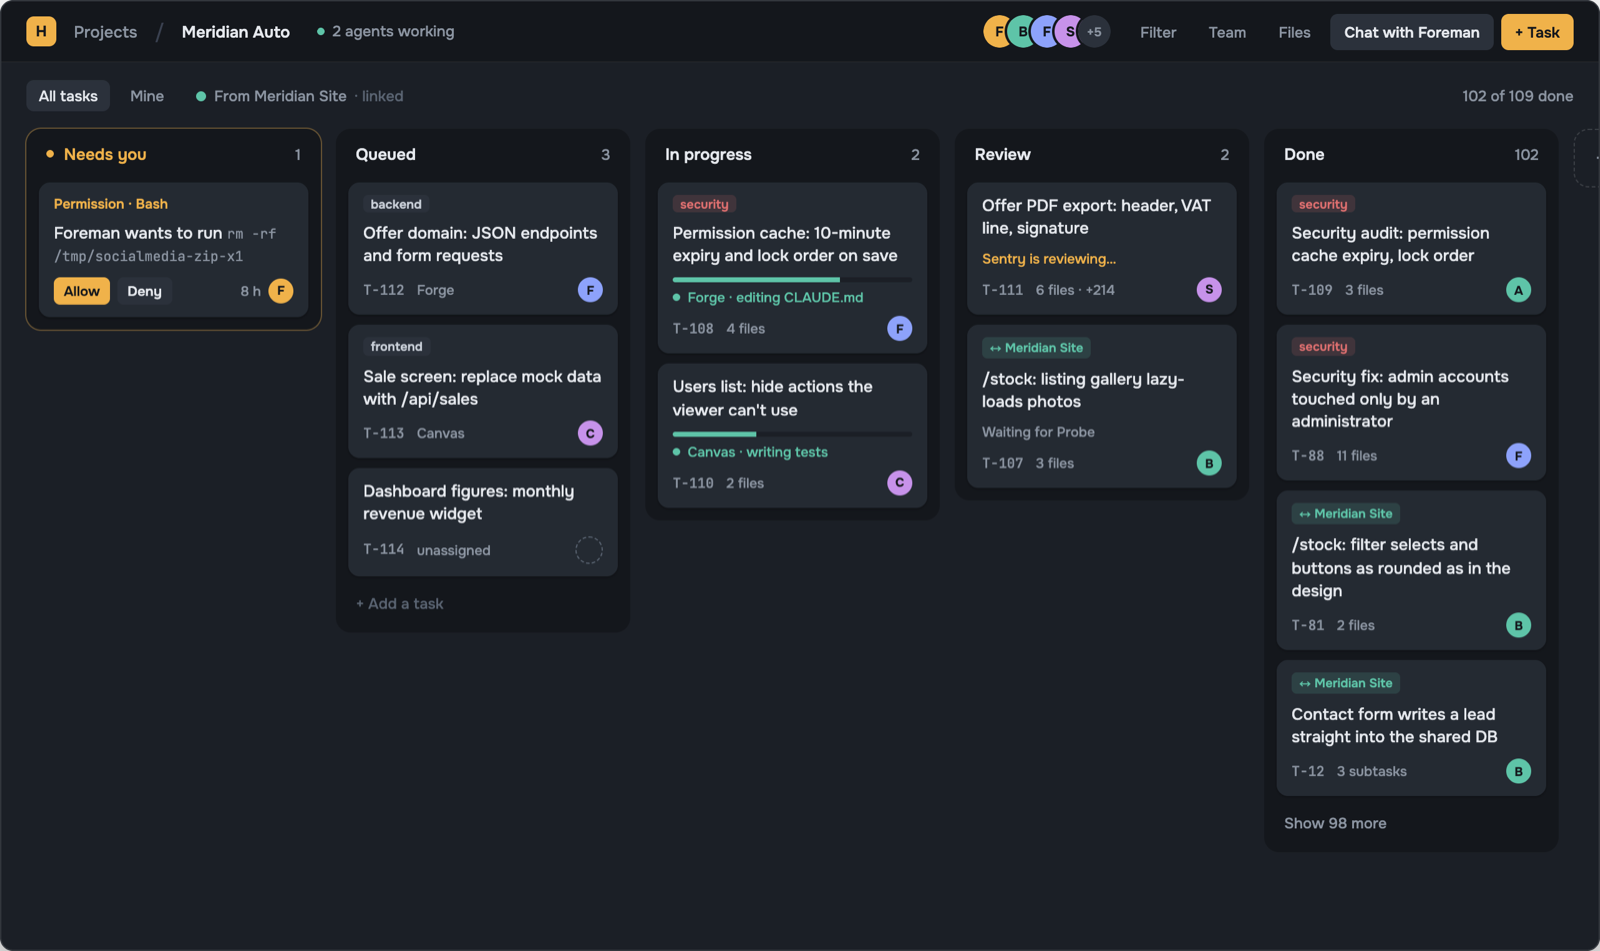 H Projects / Meridian Auto 2 agents working F B F S +5 Filter Team Files Chat with Foreman + Task
All tasks Mine From Meridian Site · linked 102 of 109 done
Needs you 1
Permission · Bash
Foreman wants to run rm -rf
/tmp/socialmedia-zip-x1
Allow Deny 8 h F
Queued 3
backend
Offer domain: JSON endpoints
and form requests
T-112 Forge F
frontend
Sale screen: replace mock data
with /api/sales
T-113 Canvas C
Dashboard figures: monthly
revenue widget
T-114 unassigned
+ Add a task
In progress 2
security
Permission cache: 10-minute
expiry and lock order on save
Forge · editing CLAUDE.md
T-108 4 files F
Users list: hide actions the
viewer can't use
Canvas · writing tests
T-110 2 files C
Review 2
Offer PDF export: header, VAT
line, signature
Sentry is reviewing...
T-111 6 files · +214 S
↔ Meridian Site
/stock: listing gallery lazy-
loads photos
Waiting for Probe
T-107 3 files B
Done 102
security
Security audit: permission
cache expiry, lock order
T-109 3 files A
security
Security fix: admin accounts
touched only by an
administrator
T-88 11 files F
↔ Meridian Site
/stock: filter selects and
buttons as rounded as in the
design
T-81 2 files B
↔ Meridian Site
Contact form writes a lead
straight into the shared DB
T-12 3 subtasks B
Show 98 more